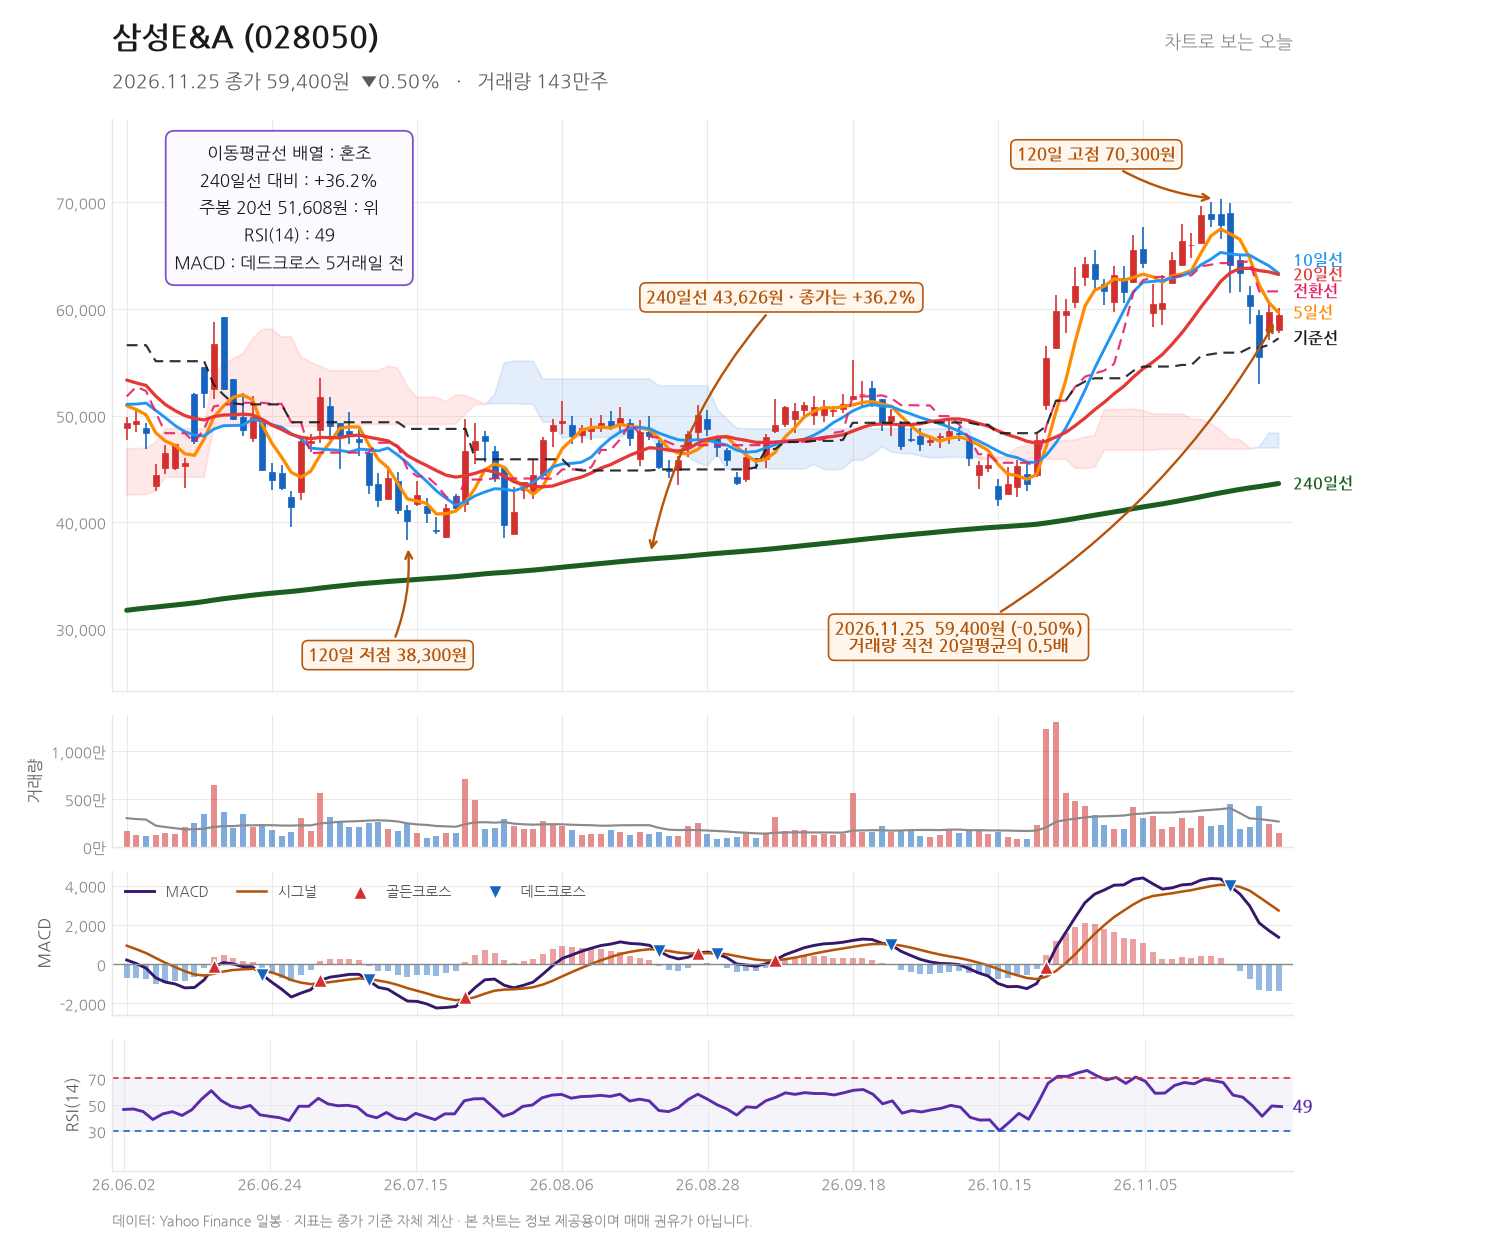 삼성E&A (028050)
차트로 보는 오늘
2026.11.25 종가 59,400원 ▼0.50% · 거래량 143만주
이동평균선 배열 : 혼조
240일선 대비 : +36.2%
주봉 20선 51,608원 : 위
RSI(14) : 49
MACD : 데드크로스 5거래일 전
120일 고점 70,300원
240일선 43,626원 · 종가는 +36.2%
70,000
60,000
50,000
40,000
30,000
10일선
20일선
전환선
5일선
기준선
240일선
2026.11.25 59,400원 (-0.50%)
거래량 직전 20일평균의 0.5배
120일 저점 38,300원
거래량
1,000만
500만
0만
MACD
MACD
시그널
골든크로스
데드크로스
4,000
2,000
0
-2,000
RSI(14)
70
50
30
49
26.06.02
26.06.24
26.07.15
26.08.06
26.08.28
26.09.18
26.10.15
26.11.05
데이터: Yahoo Finance 일봉 · 지표는 종가 기준 자체 계산 · 본 차트는 정보 제공용이며 매매 권유가 아닙니다.